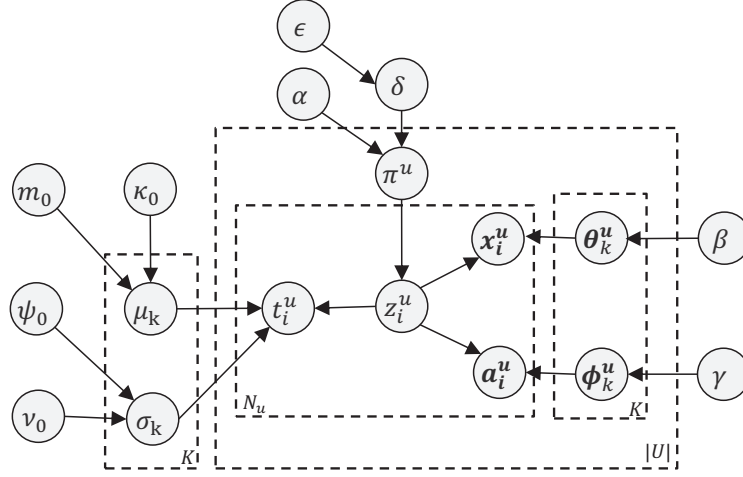 ϵ
δ
α
π^u
m_0
κ_0
x_i^u
θ_k^u
β
ψ_0
μ_k
t_i^u
z_i^u
a_i^u
ϕ_k^u
γ
ν_0
σ_k
N_u
K
K
|U|